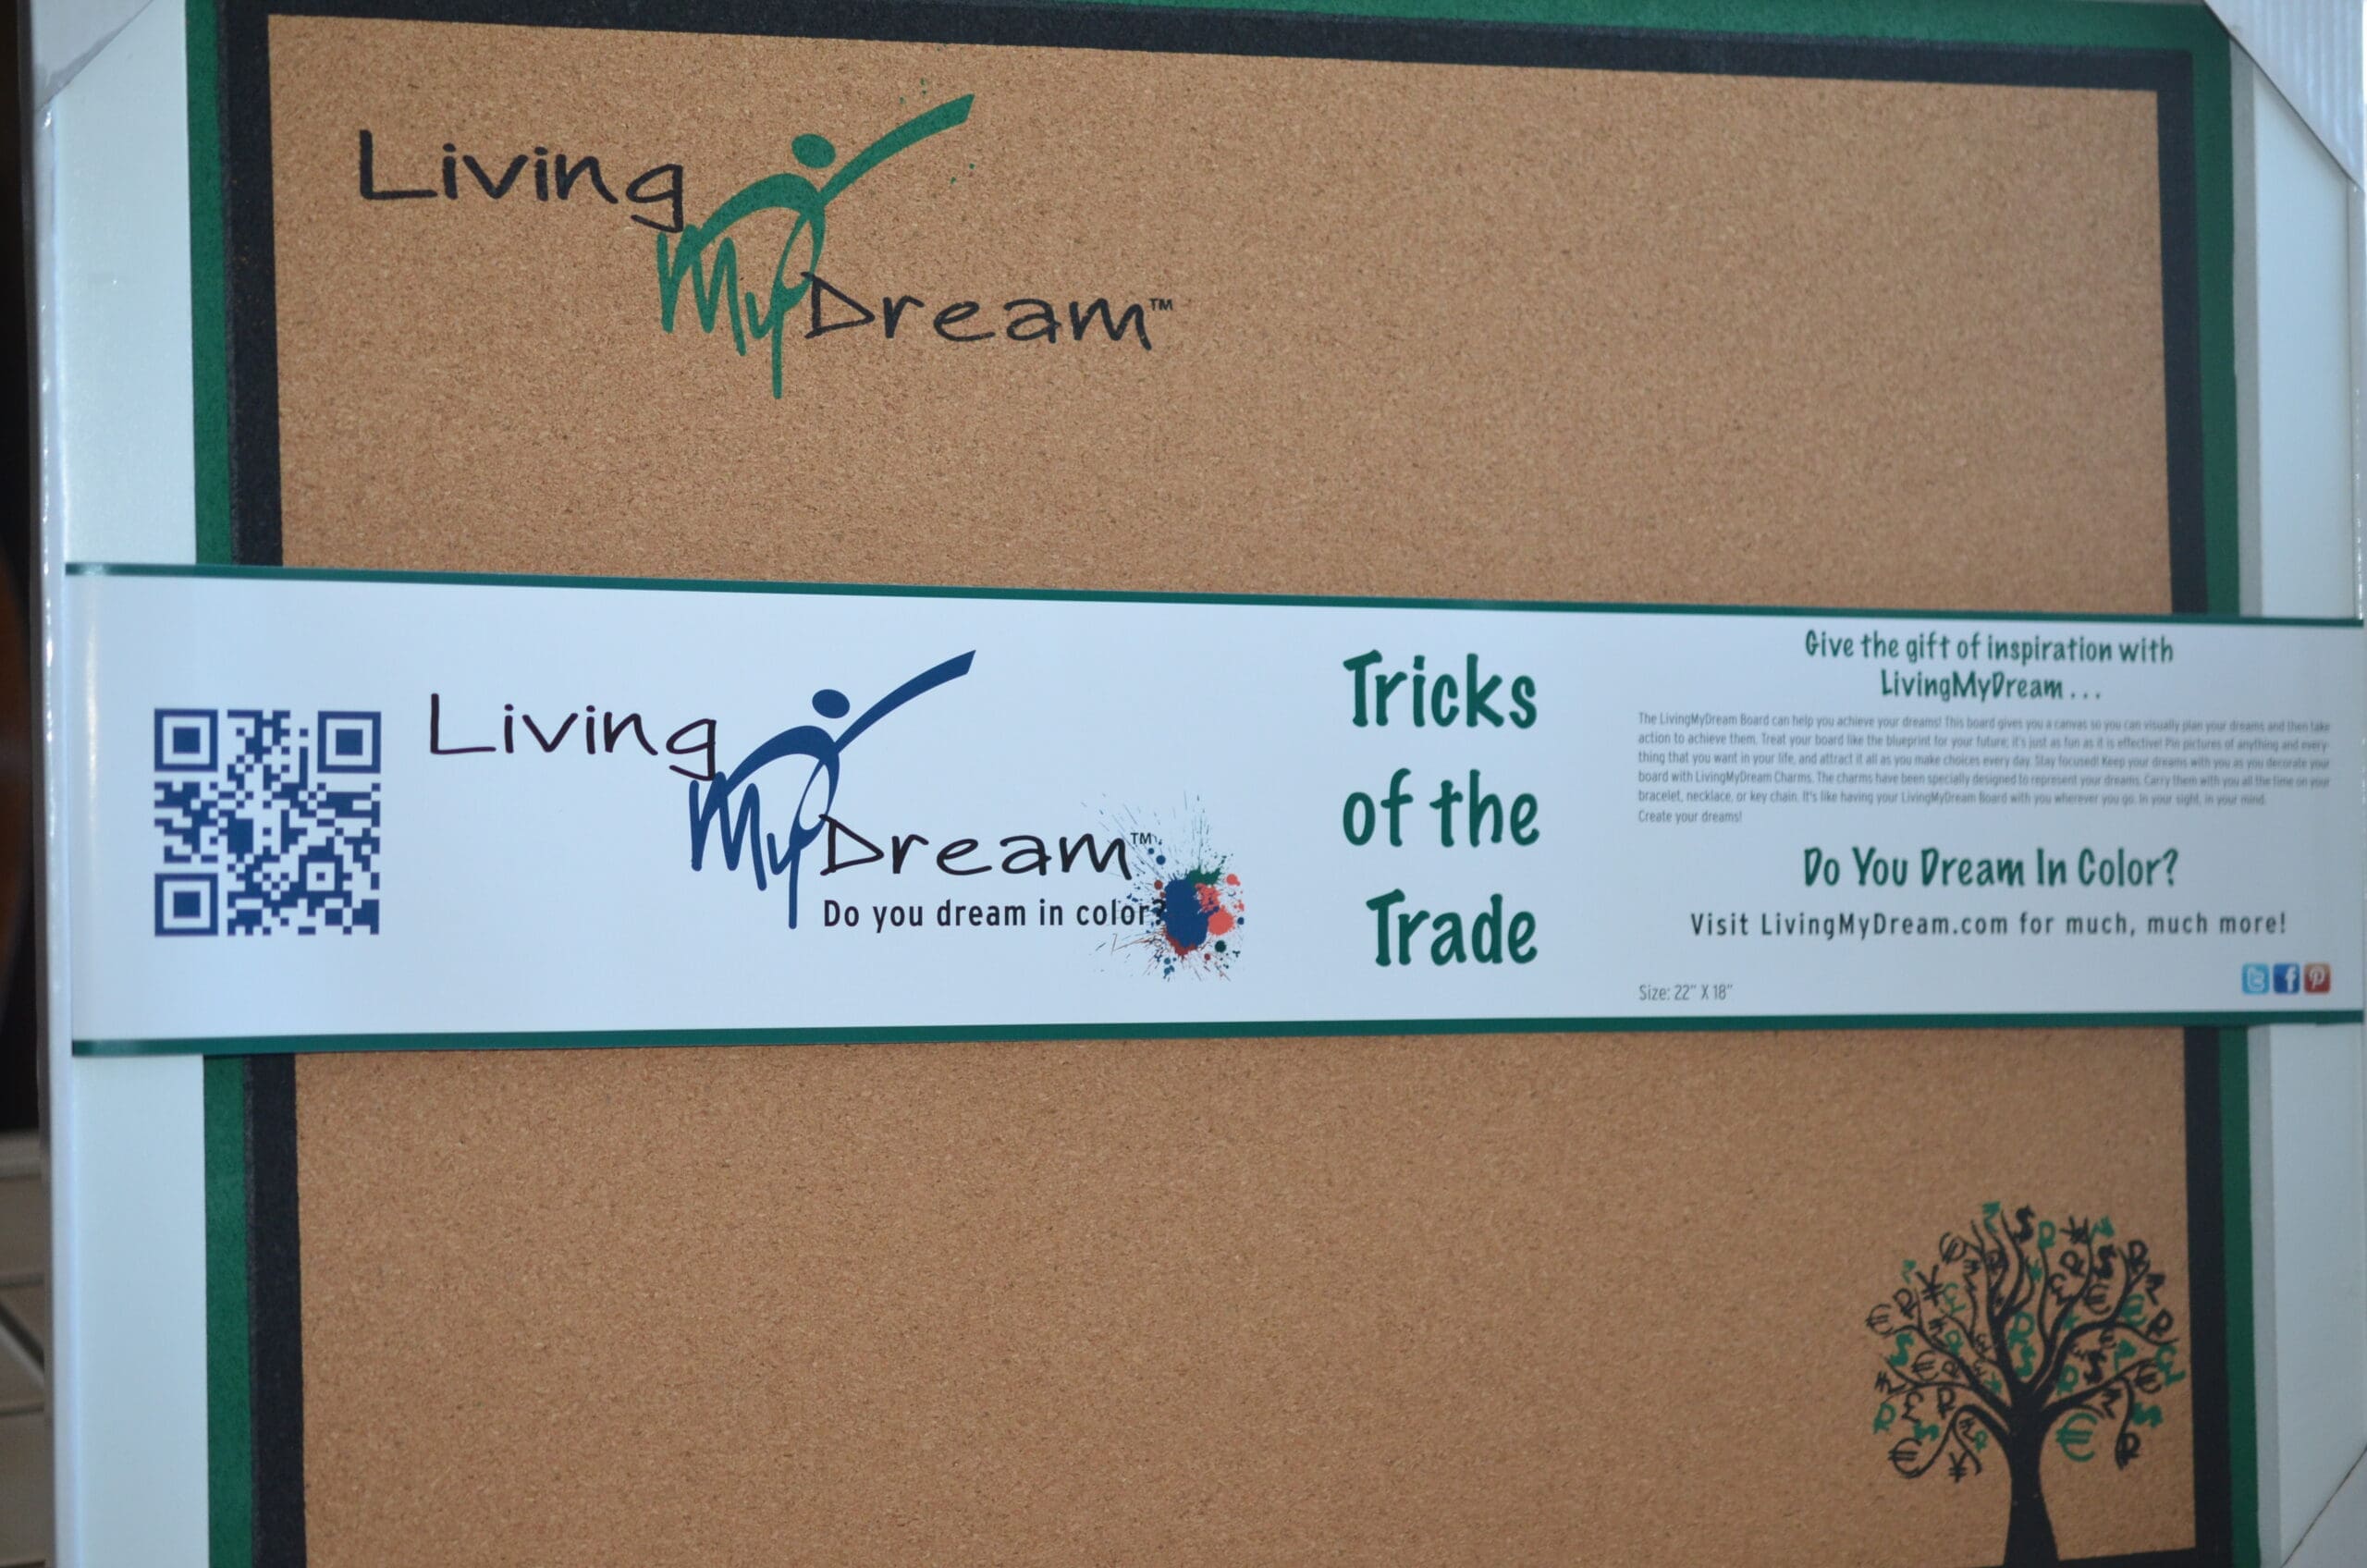 Living
My
Dream™
Living
My
Dream™
Do you dream in color?
Tricks
of the
Trade
Give the gift of inspiration with
LivingMyDream...
The LivingMyDream Board can help you achieve your dreams! This board gives you a canvas so you can visually plan your dreams and then take
action to achieve them. Treat your board like the blueprint for your future; it's just as fun as it is effective! Pin pictures of anything and every-
thing that you want in your life, and attract it all as you make choices every day. Stay focused! Keep your dreams with you as you decorate your
board with LivingMyDream Charms. The charms have been specially designed to represent your dreams. Carry them with you all the time on your
bracelet, necklace, or key chain. It's like having your LivingMyDream Board with you wherever you go. In your sight, in your mind.
Create your dreams!
Do You Dream In Color?
Visit LivingMyDream.com for much, much more!
Size: 22" X 18"